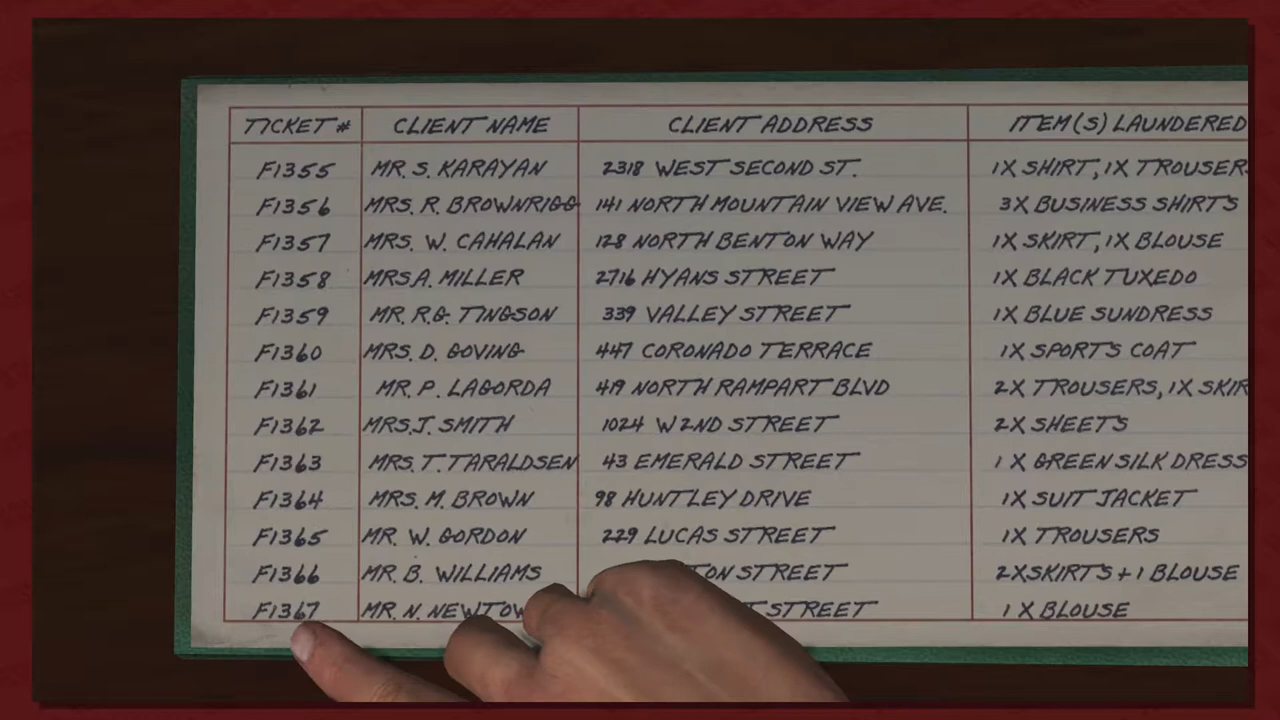 TICKET # CLIENT NAME CLIENT ADDRESS ITEM(S) LAUNDERED
F1355 MR. S. KARAYAN 2318 WEST SECOND ST. 1X SHIRT, 1X TROUSERS
F1356 MRS. R. BROWNRIGG 141 NORTH MOUNTAIN VIEW AVE. 3X BUSINESS SHIRTS
F1357 MRS. W. CAHALAN 128 NORTH BENTON WAY 1X SKIRT, 1X BLOUSE
F1358 MRS A. MILLER 2716 HYANS STREET 1X BLACK TUXEDO
F1359 MR. R.G. TINGSON 339 VALLEY STREET 1X BLUE SUNDRESS
F1360 MRS. D. GOVING 447 CORONADO TERRACE 1X SPORTS COAT
F1361 MR. P. LAGORDA 419 NORTH RAMPART BLVD 2X TROUSERS, 1X SKIR
F1362 MRS. J. SMITH 1024 W 2ND STREET 2X SHEETS
F1363 MRS. T. TARALDSEN 43 EMERALD STREET 1 X GREEN SILK DRESS
F1364 MRS. M. BROWN 98 HUNTLEY DRIVE 1X SUIT JACKET
F1365 MR. W. GORDON 229 LUCAS STREET 1X TROUSERS
F1366 MR. B. WILLIAMS TON STREET 2X SKIRTS + 1 BLOUSE
F1367 MR. N. NEWTOW STREET 1 X BLOUSE